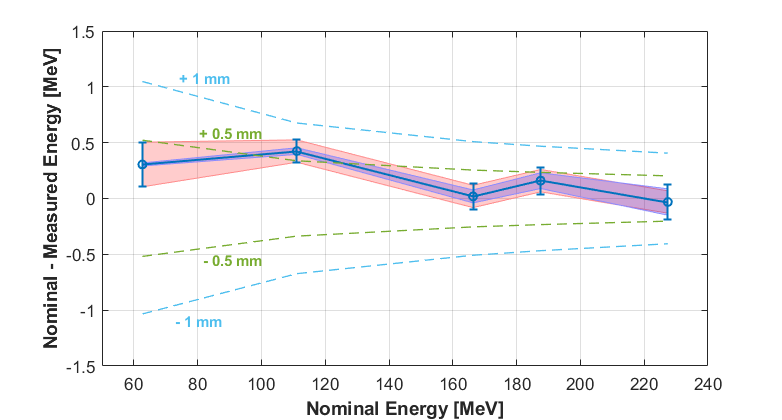 1.5
1
0.5
0
-0.5
-1
-1.5
Nominal - Measured Energy [MeV]
+ 1 mm
+ 0.5 mm
- 0.5 mm
- 1 mm
60 80 100 120 140 160 180 200 220 240
Nominal Energy [MeV]